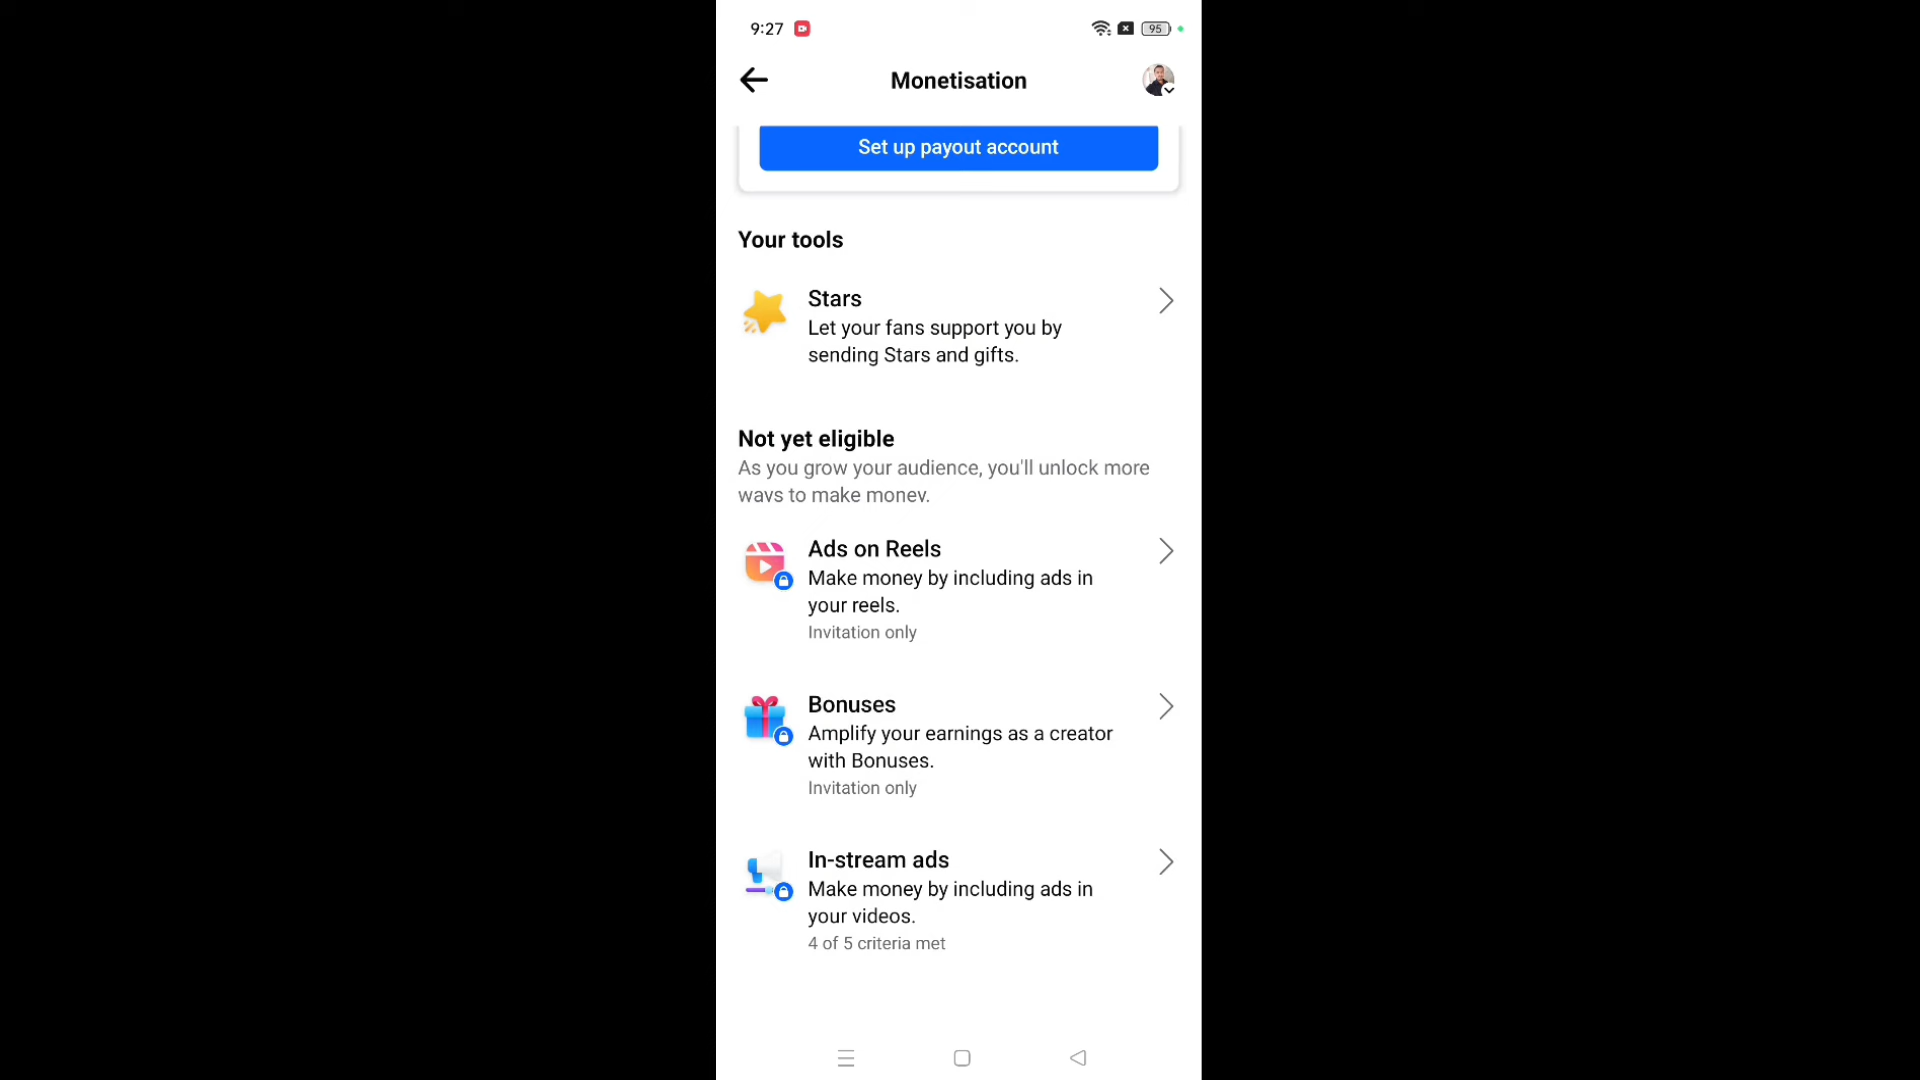 9:27
95
Monetisation
Set up payout account
Your tools
Stars
Let your fans support you by
sending Stars and gifts.
Not yet eligible
As you grow your audience, you'll unlock more
ways to make money.
Ads on Reels
Make money by including ads in
your reels.
Invitation only
Bonuses
Amplify your earnings as a creator
with Bonuses.
Invitation only
In-stream ads
Make money by including ads in
your videos.
4 of 5 criteria met